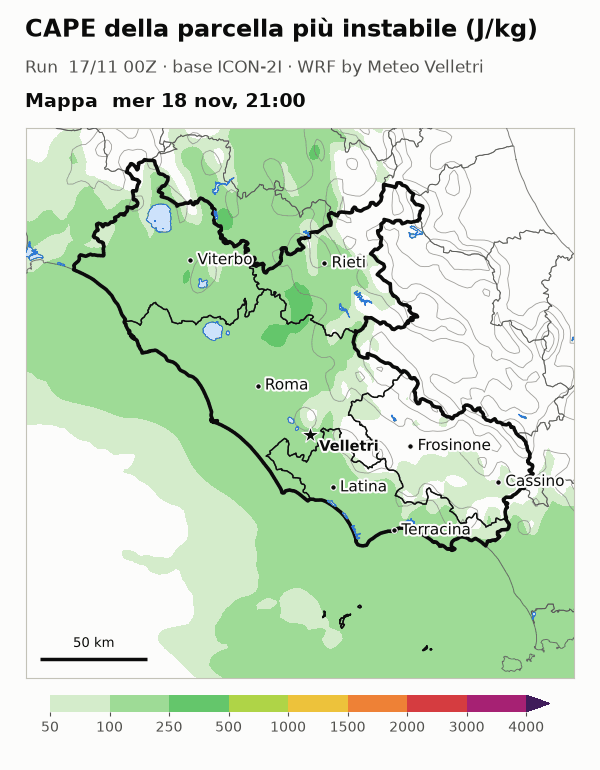 CAPE della parcella più instabile (J/kg)
Run  17/11 00Z · base ICON-2I · WRF by Meteo Velletri
Mappa  mer 18 nov, 21:00
Viterbo
Rieti
Roma
Velletri
Frosinone
Cassino
Latina
Terracina
50 km
50 100 250 500 1000 1500 2000 3000 4000